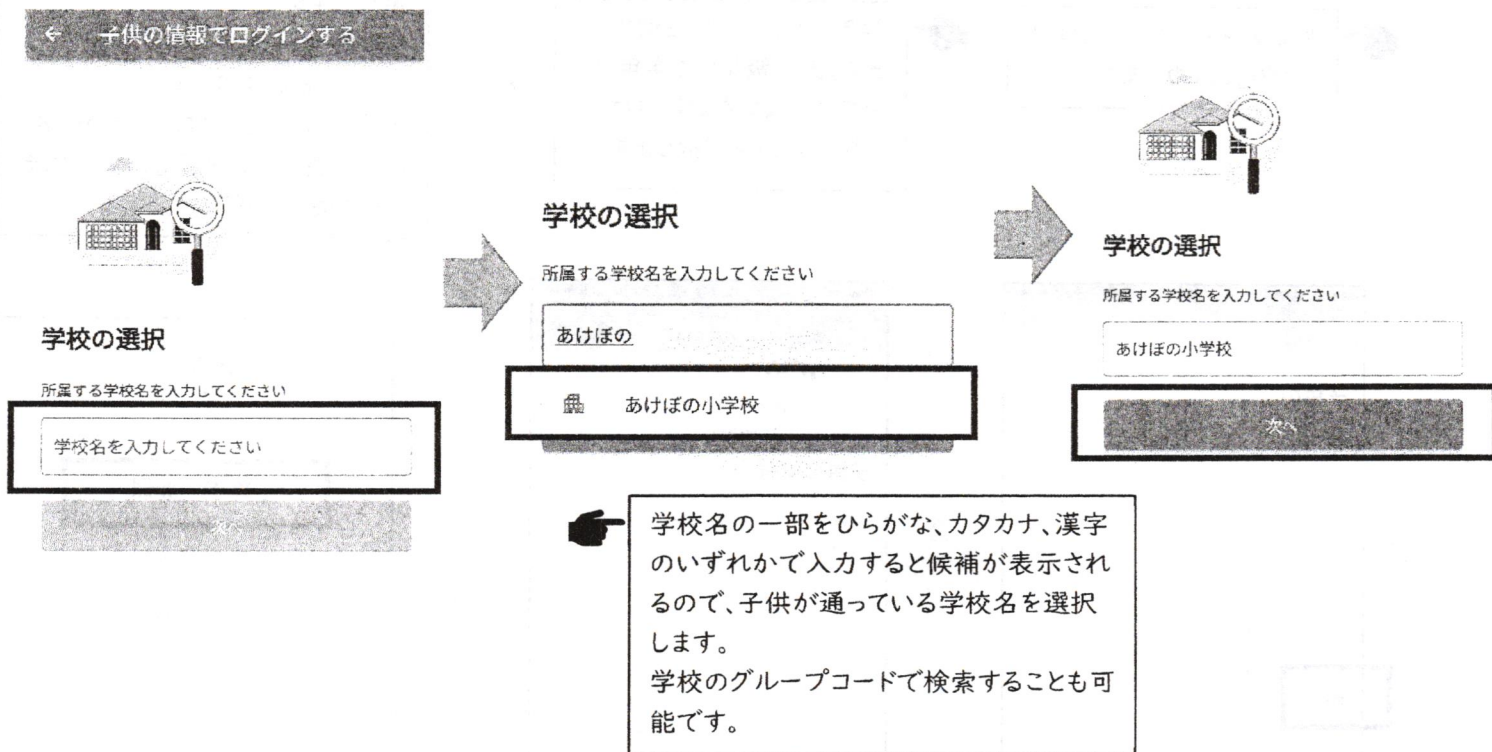 ← 子供の情報でログインする
学校の選択
所属する学校名を入力してください
学校名を入力してください
次へ
学校の選択
所属する学校名を入力してください
あけぼの
あけぼの小学校
学校の選択
所属する学校名を入力してください
あけぼの小学校
次へ
学校名の一部をひらがな、カタカナ、漢字
のいずれかで入力すると候補が表示され
るので、子供が通っている学校名を選択
します。
学校のグループコードで検索することも可
能です。